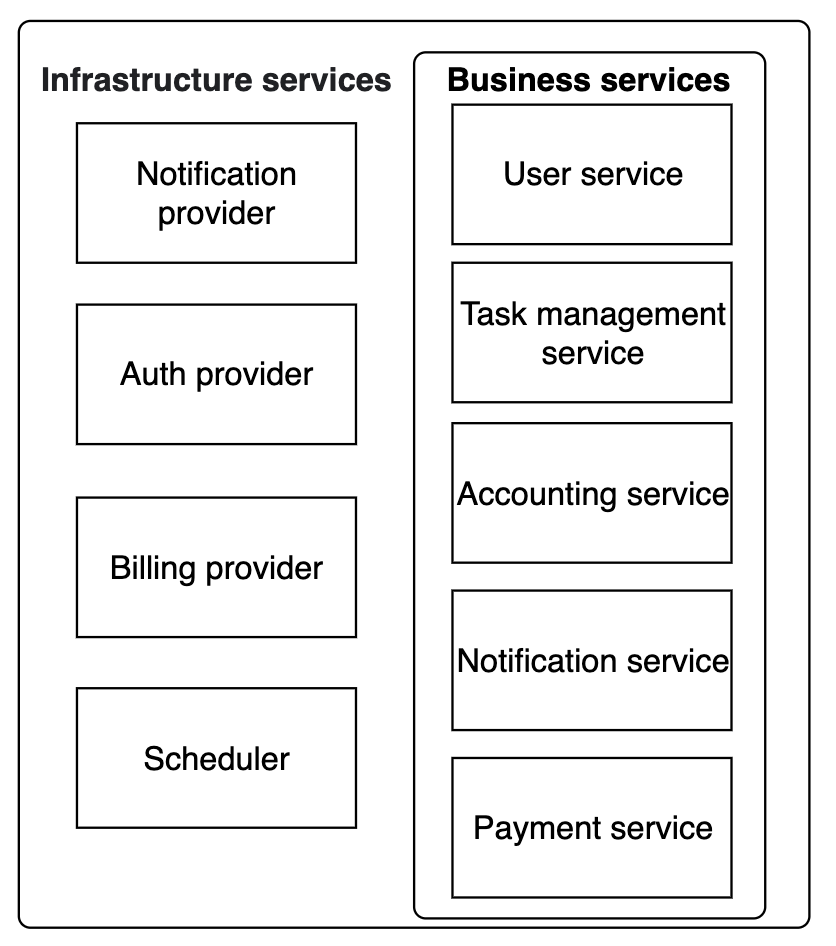 Infrastructure services
Notification
provider
Auth provider
Billing provider
Scheduler
Business services
User service
Task management
service
Accounting service
Notification service
Payment service